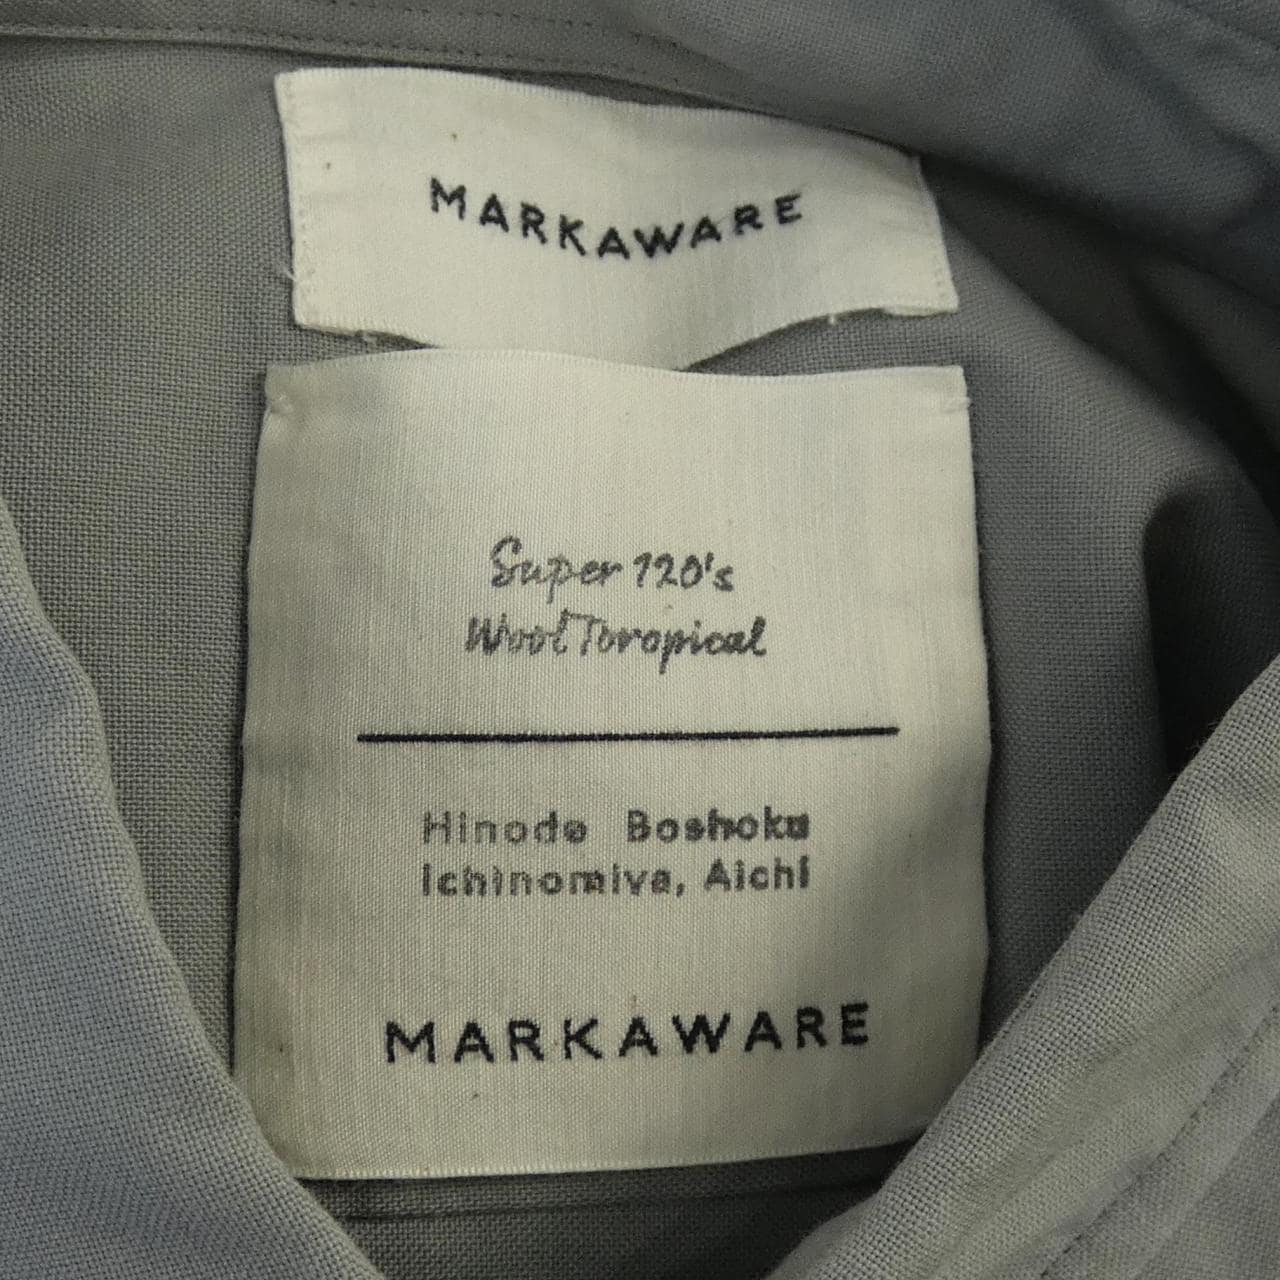 MARKAWARE
Super 120's
Wool Toropical
Hinode Boshoku
Ichinomiya, Aichi
MARKAWARE